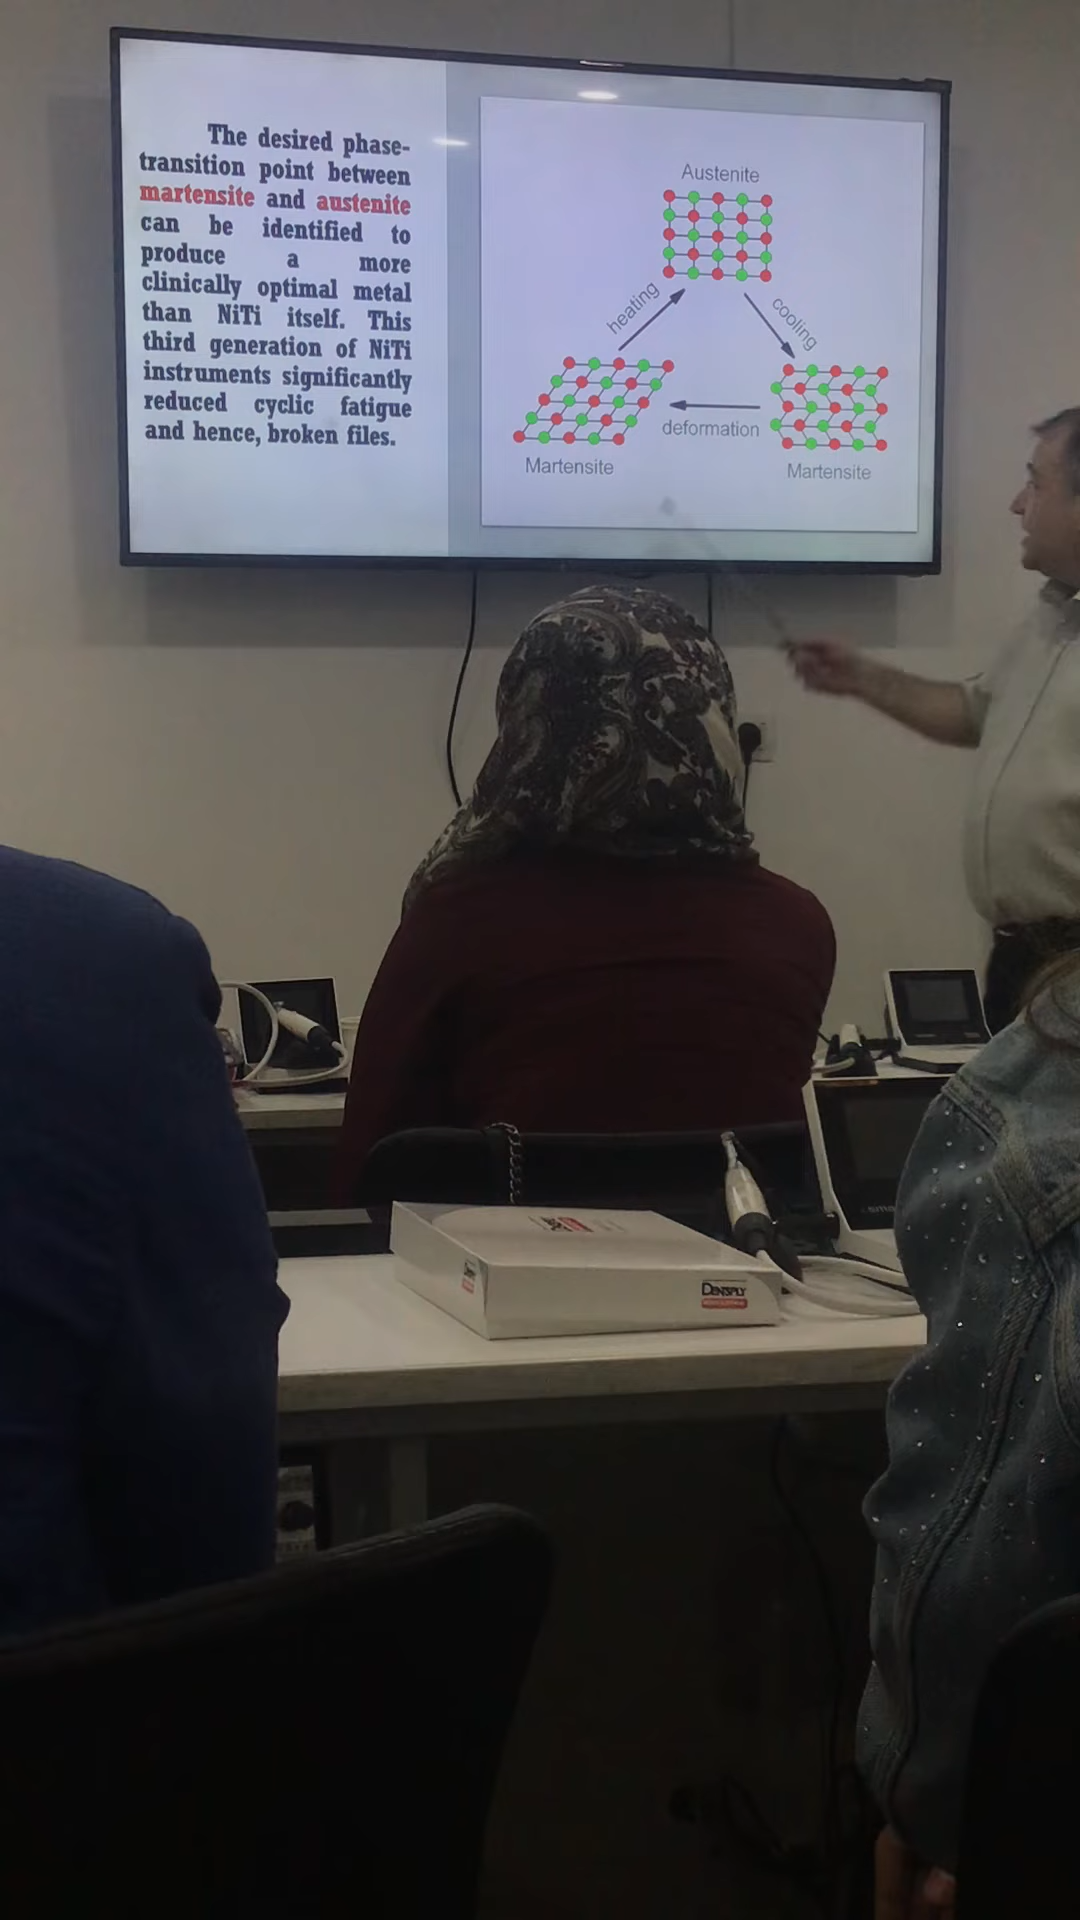 The desired phase-
transition point between
martensite and austenite
can be identified to
produce a more
clinically optimal metal
than NiTi itself. This
third generation of NiTi
instruments significantly
reduced cyclic fatigue
and hence, broken files.
Austenite
heating
cooling
deformation
Martensite
Martensite
DENTSPLY